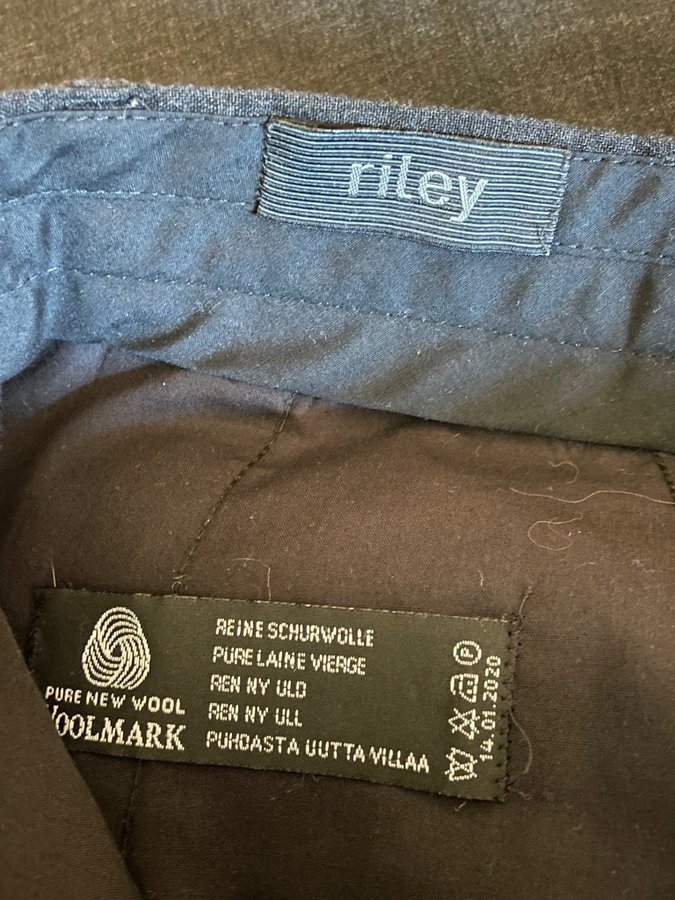 riley
PURE NEW WOOL
WOOLMARK
REINE SCHURWOLLE
PURE LAINE VIERGE
REN NY ULD
REN NY ULL
PUHDASTA UUTTA VILLAA
P
14.01.2020